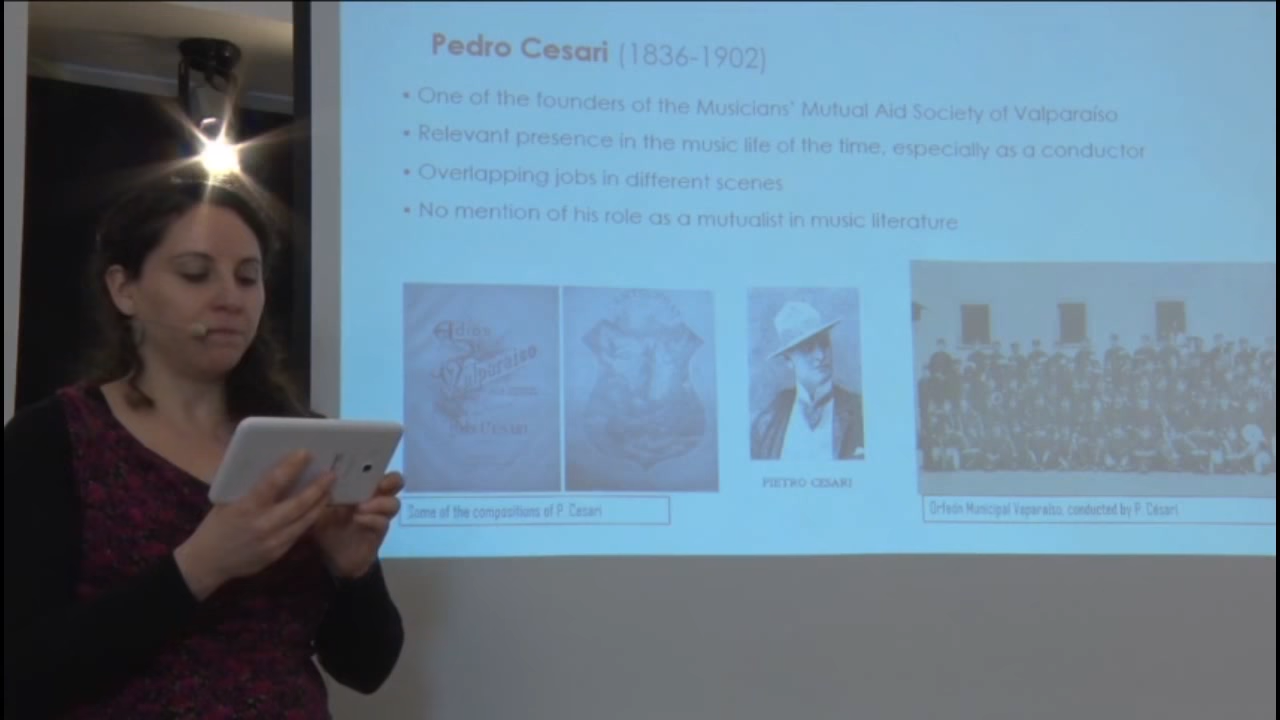 Pedro Cesari (1836-1902)
• One of the founders of the Musicians' Mutual Aid Society of Valparaíso
• Relevant presence in the music life of the time, especially as a conductor
• Overlapping jobs in different scenes
• No mention of his role as a mutualist in music literature
Adios
Valparaiso
CESARI
PIETRO CESARI
Some of the compositions of P. Cesari
Orfeón Municipal Vaparaíso, conducted by P. Cesari